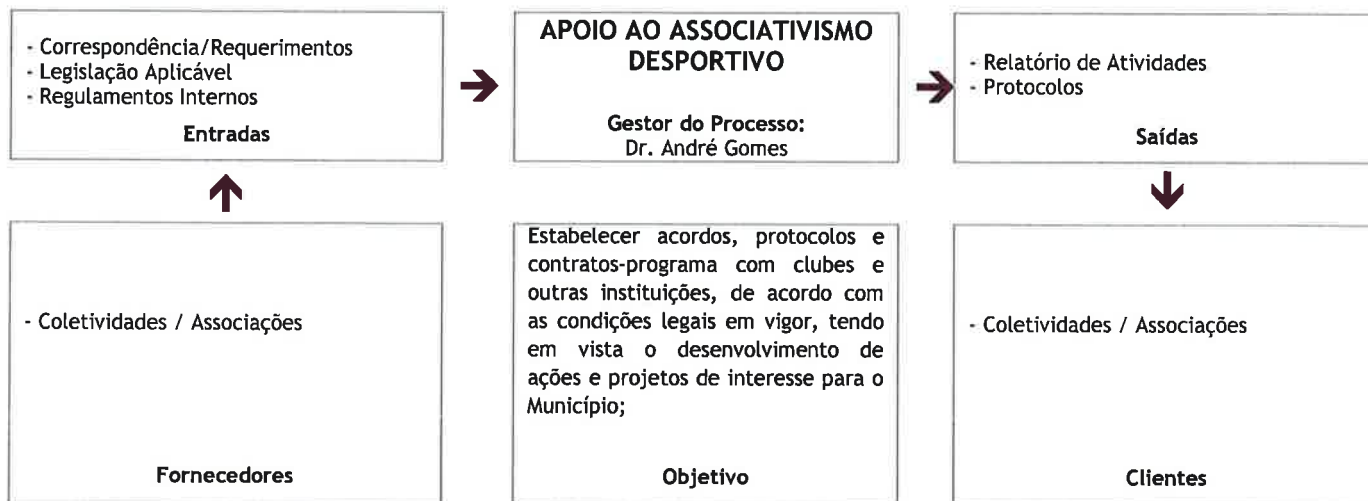 - Correspondência/Requerimentos
- Legislação Aplicável
- Regulamentos Internos
Entradas
APOIO AO ASSOCIATIVISMO
DESPORTIVO
Gestor do Processo:
Dr. André Gomes
- Relatório de Atividades
- Protocolos
Saídas
- Coletividades / Associações
Fornecedores
Estabelecer acordos, protocolos e
contratos-programa com clubes e
outras instituições, de acordo com
as condições legais em vigor, tendo
em vista o desenvolvimento de
ações e projetos de interesse para o
Município;
Objetivo
- Coletividades / Associações
Clientes